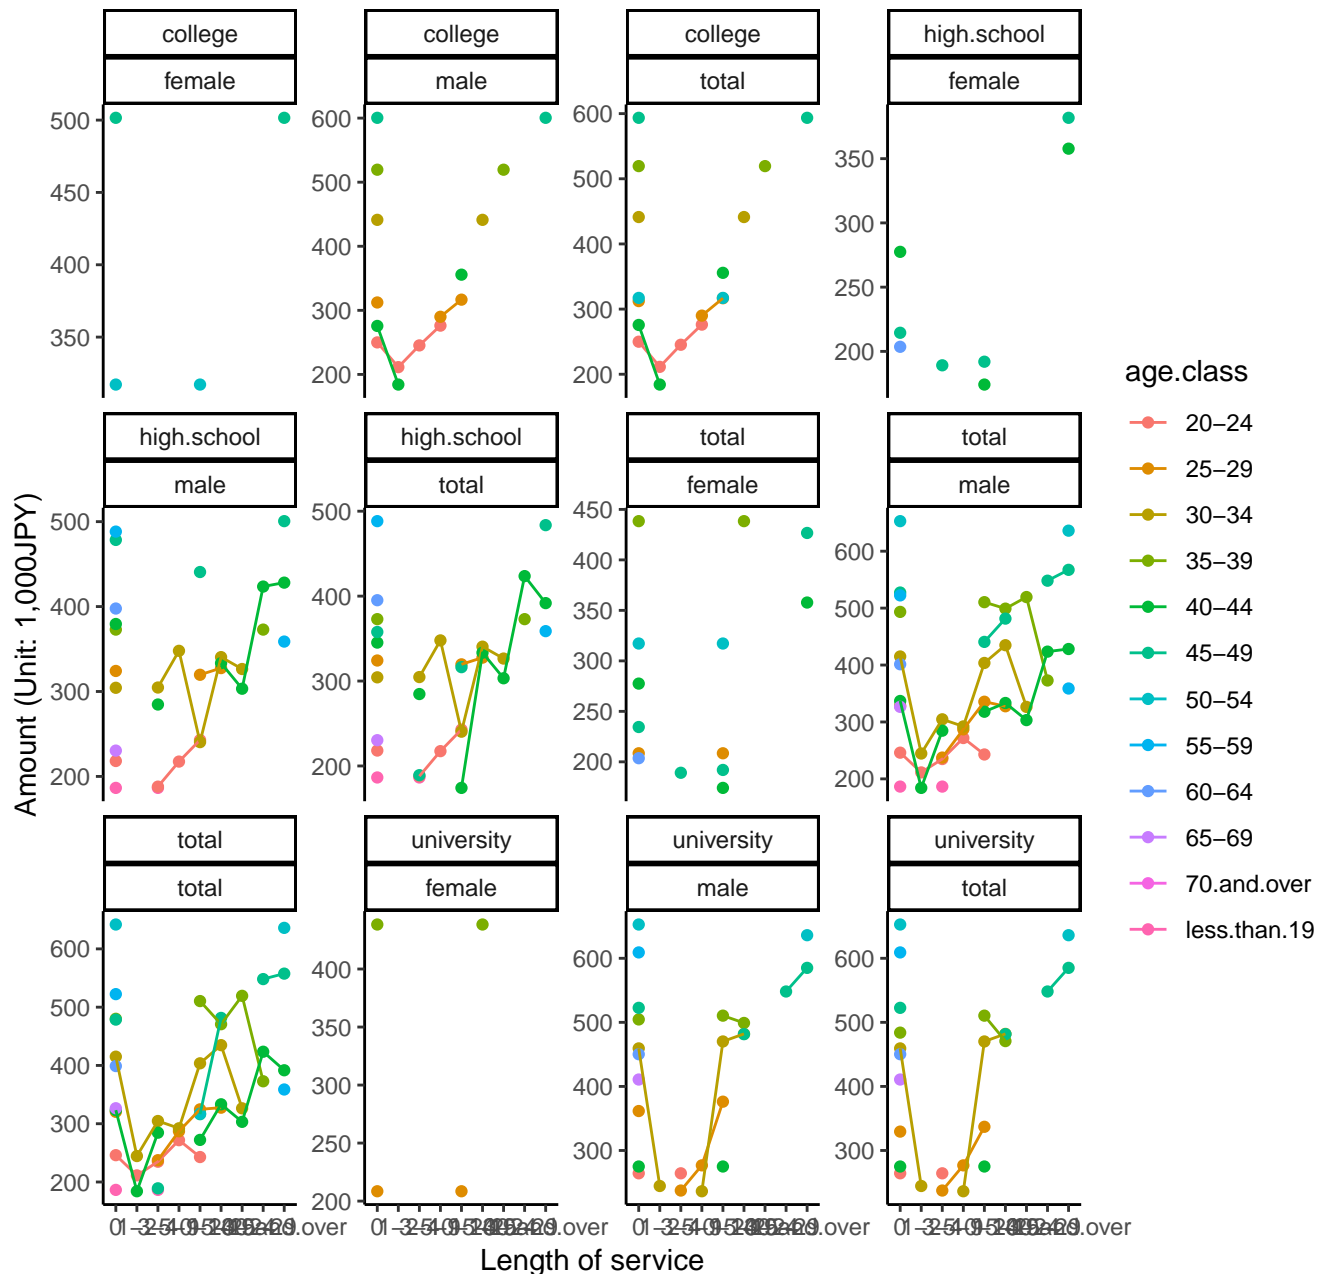 college
college
college
high.school
female
male
total
female
500
450
400
350
600
500
400
300
200
600
500
400
300
200
350
300
250
200
high.school
high.school
total
total
male
total
female
male
500
400
300
200
500
400
300
200
450
400
350
300
250
200
600
500
400
300
200
total
university
university
university
total
female
male
total
600
500
400
300
200
400
350
300
250
200
600
500
400
300
600
500
400
300
Amount (Unit: 1,000JPY)
Length of service
age.class
20−24
25−29
30−34
35−39
40−44
45−49
50−54
55−59
60−64
65−69
70.and.over
less.than.19